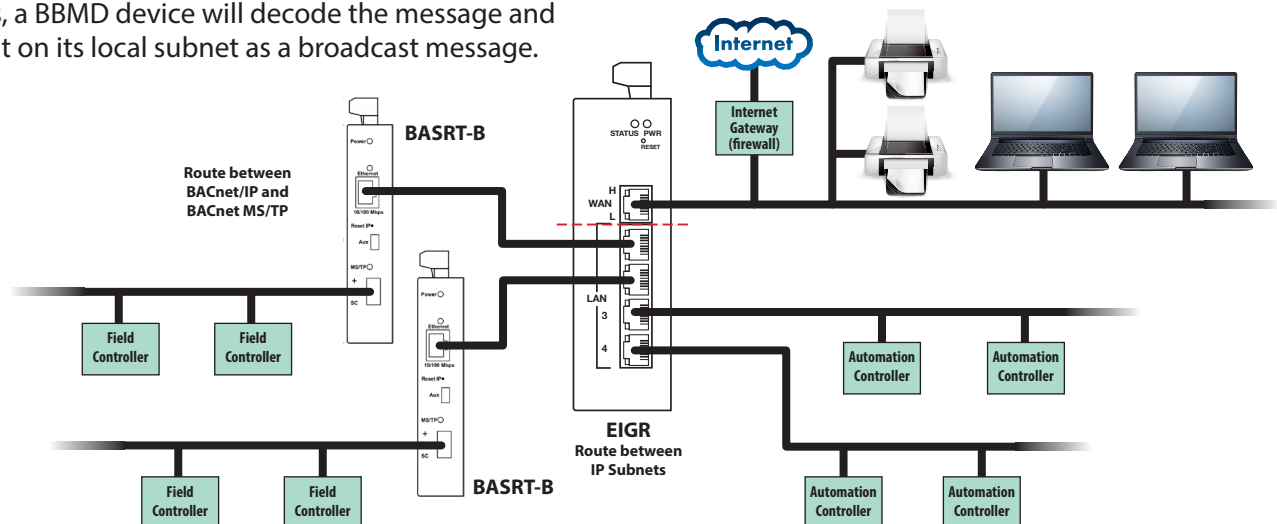 s, a BBMD device will decode the message and
t on its local subnet as a broadcast message.
Internet
Internet
Gateway
(firewall)
STATUS PWR
RESET
H
WAN
L
LAN
3
4
EIGR
Route between
IP Subnets
BASRT-B
Route between
BACnet/IP and
BACnet MS/TP
Power
Ethernet
10/100 Mbps
Reset IP
Aux
MS/TP
+
SC
Field
Controller
Field
Controller
Power
Ethernet
10/100 Mbps
Reset IP
Aux
MS/TP
+
SC
BASRT-B
Field
Controller
Field
Controller
Automation
Controller
Automation
Controller
Automation
Controller
Automation
Controller